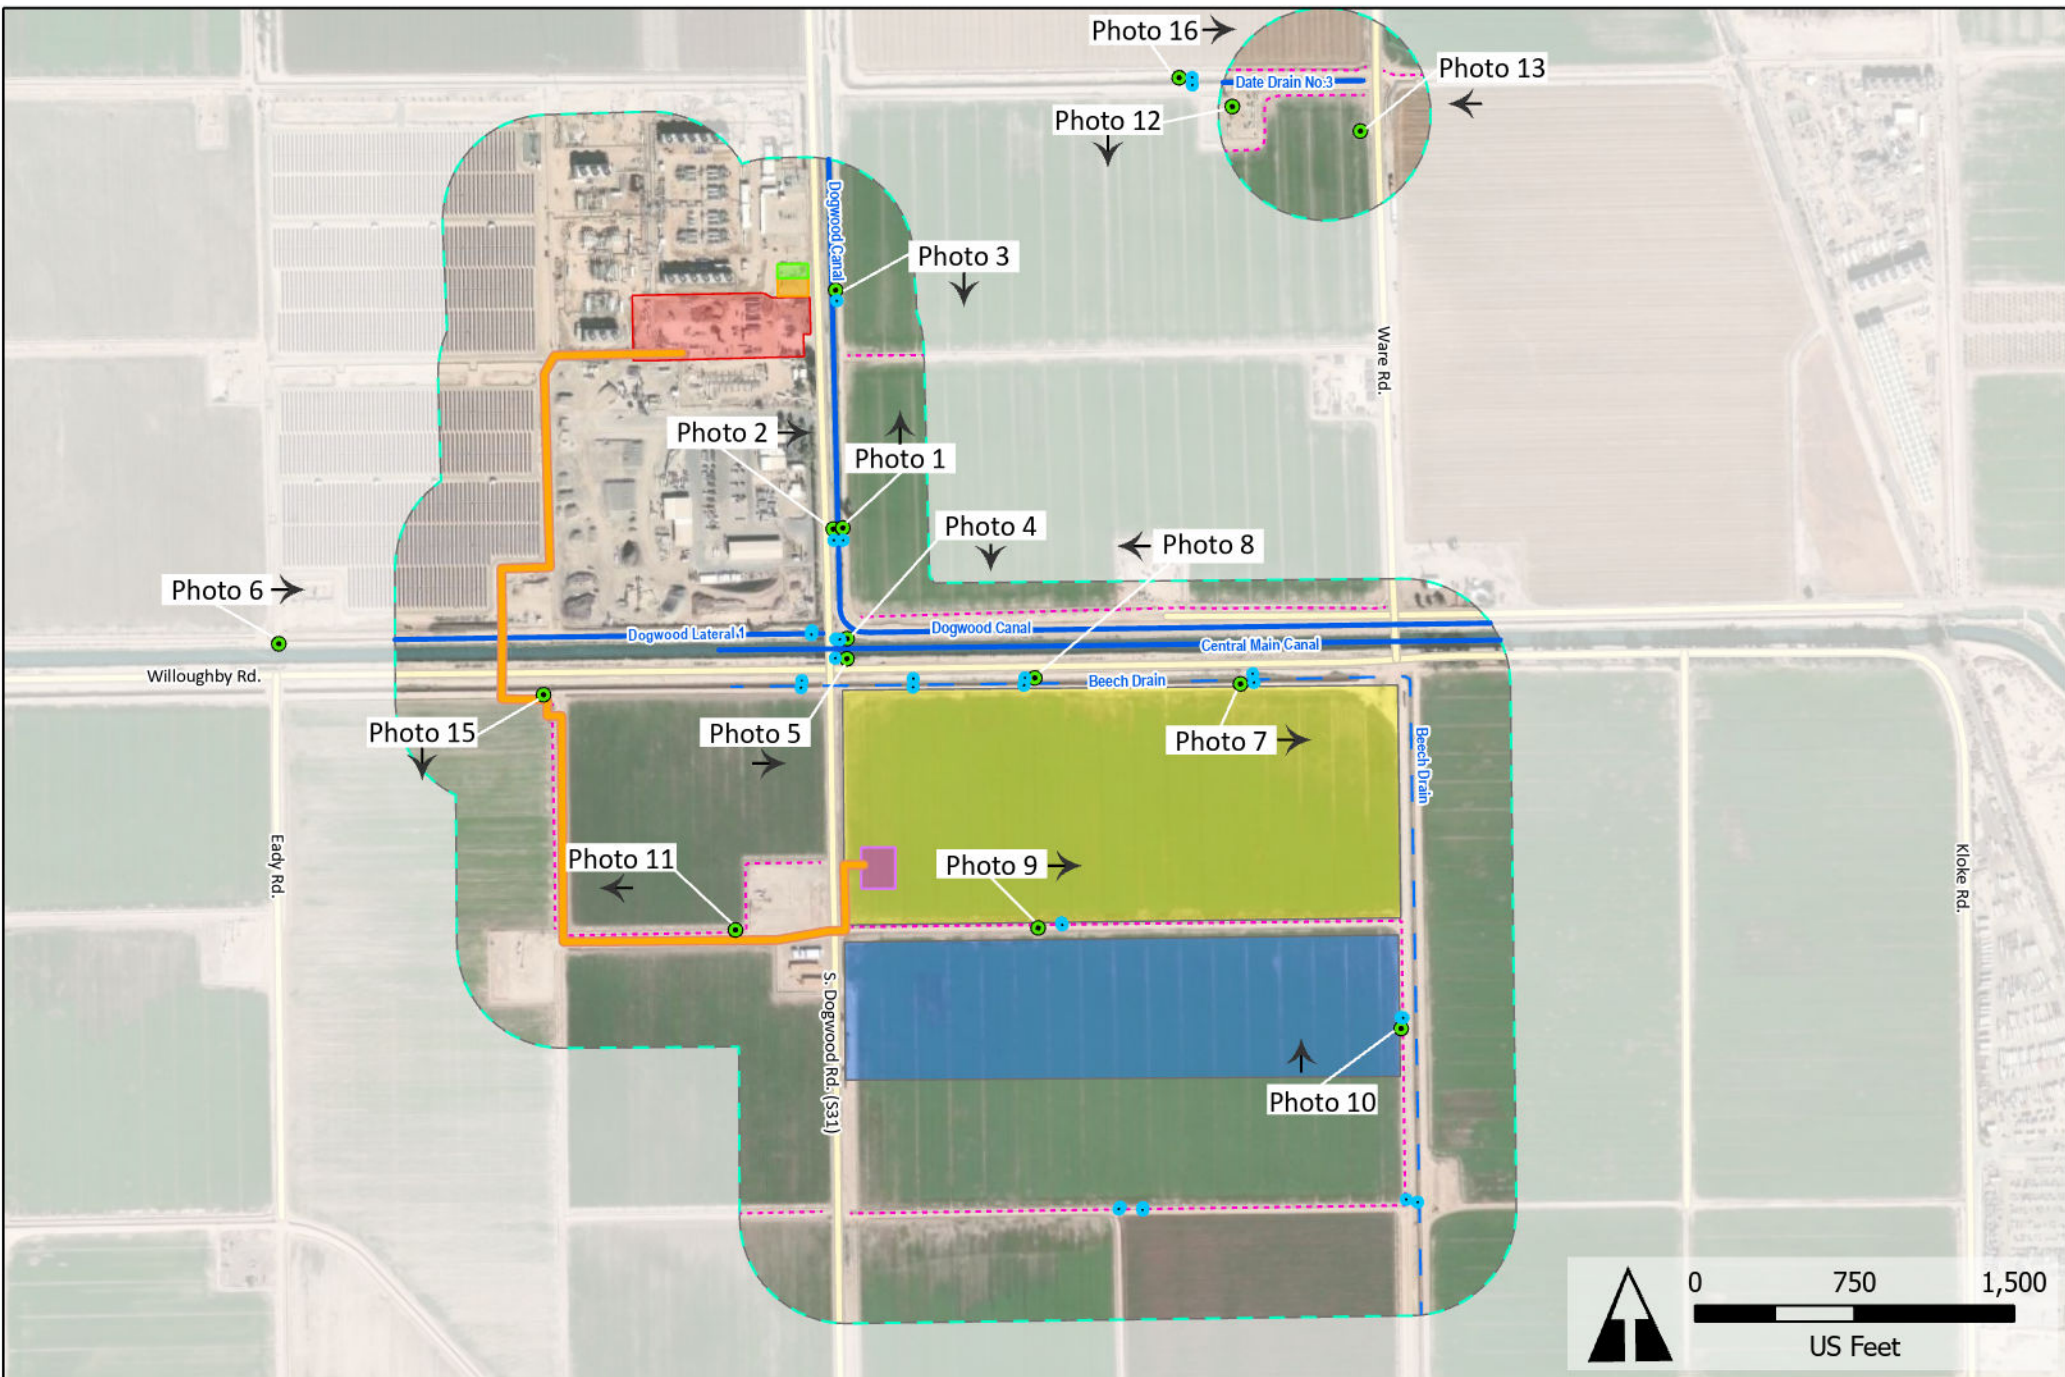 Photo 16
Photo 13
Date Drain No.3
Photo 12
Dogwood Canal
Photo 3
Ware Rd.
Photo 2
Photo 1
Photo 4
Photo 8
Photo 6
Dogwood Lateral 1
Dogwood Canal
Central Main Canal
Willoughby Rd.
Beech Drain
Photo 15
Photo 5
Photo 7
Beech Drain
Eady Rd.
Photo 11
Photo 9
Kloke Rd.
S. Dogwood Rd. (S31)
Photo 10
0 750 1,500
US Feet